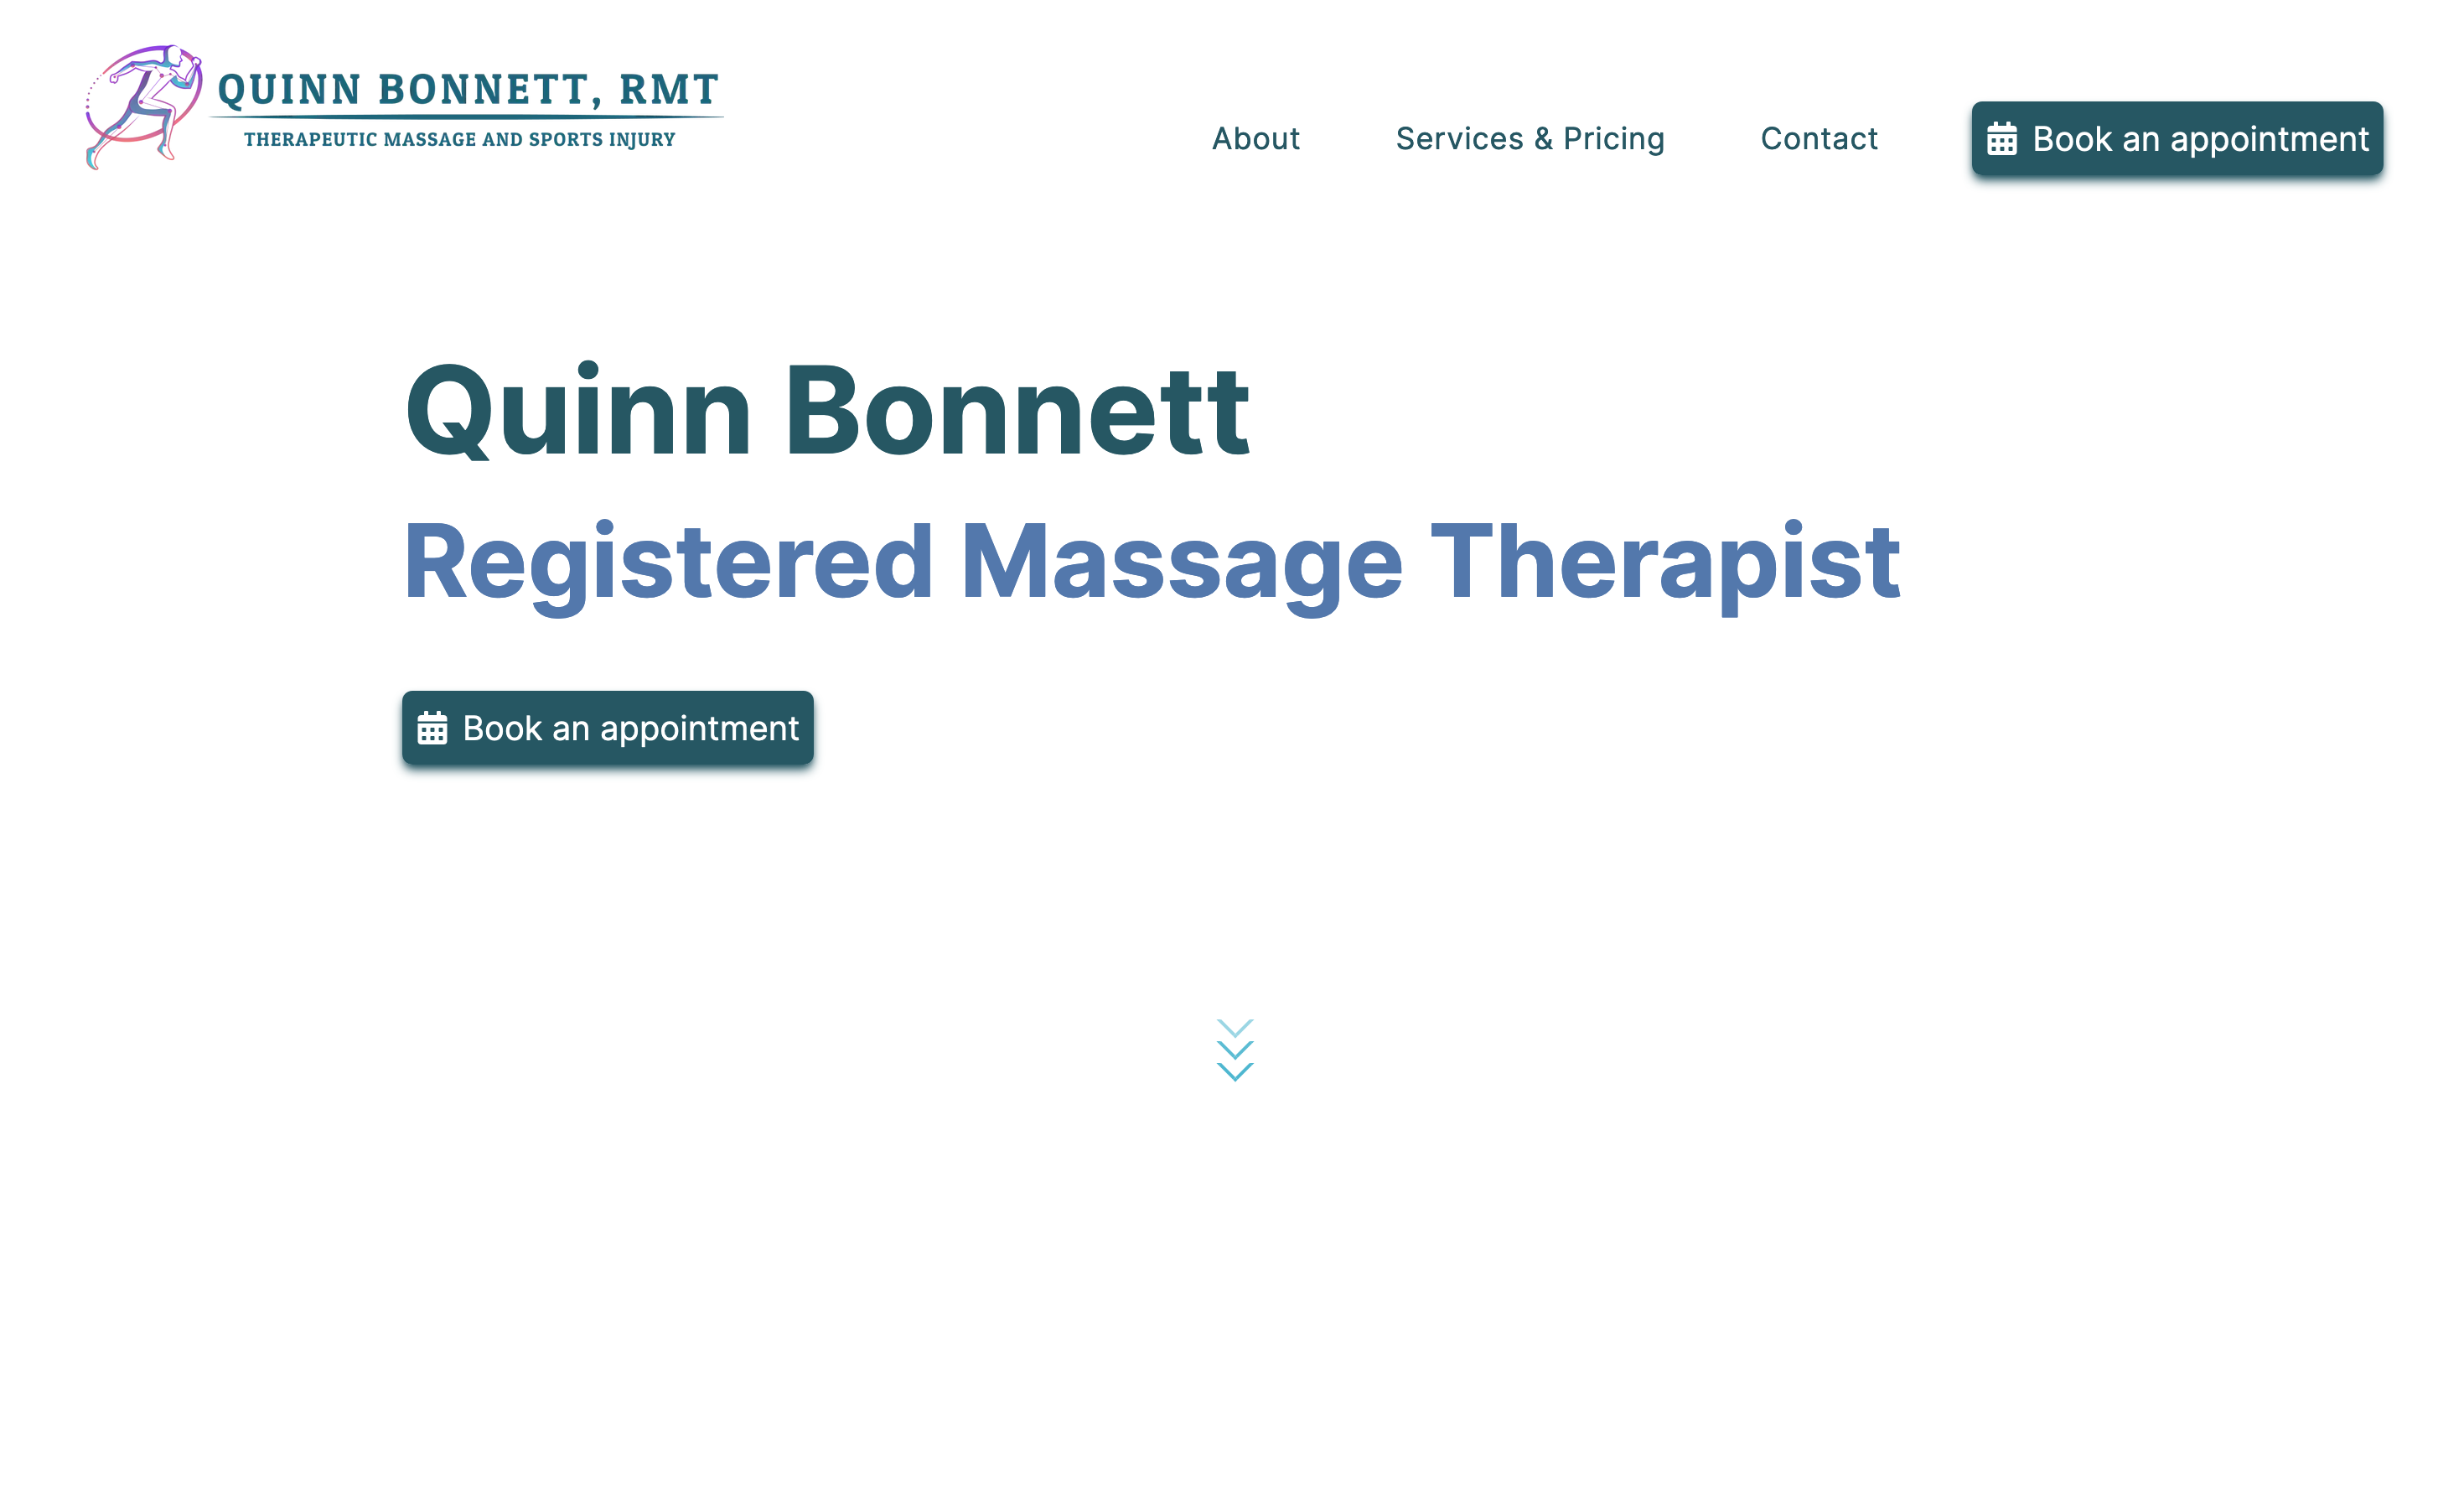 QUINN BONNETT, RMT
THERAPEUTIC MASSAGE AND SPORTS INJURY
About
Services & Pricing
Contact
Book an appointment
Quinn Bonnett
Registered Massage Therapist
Book an appointment